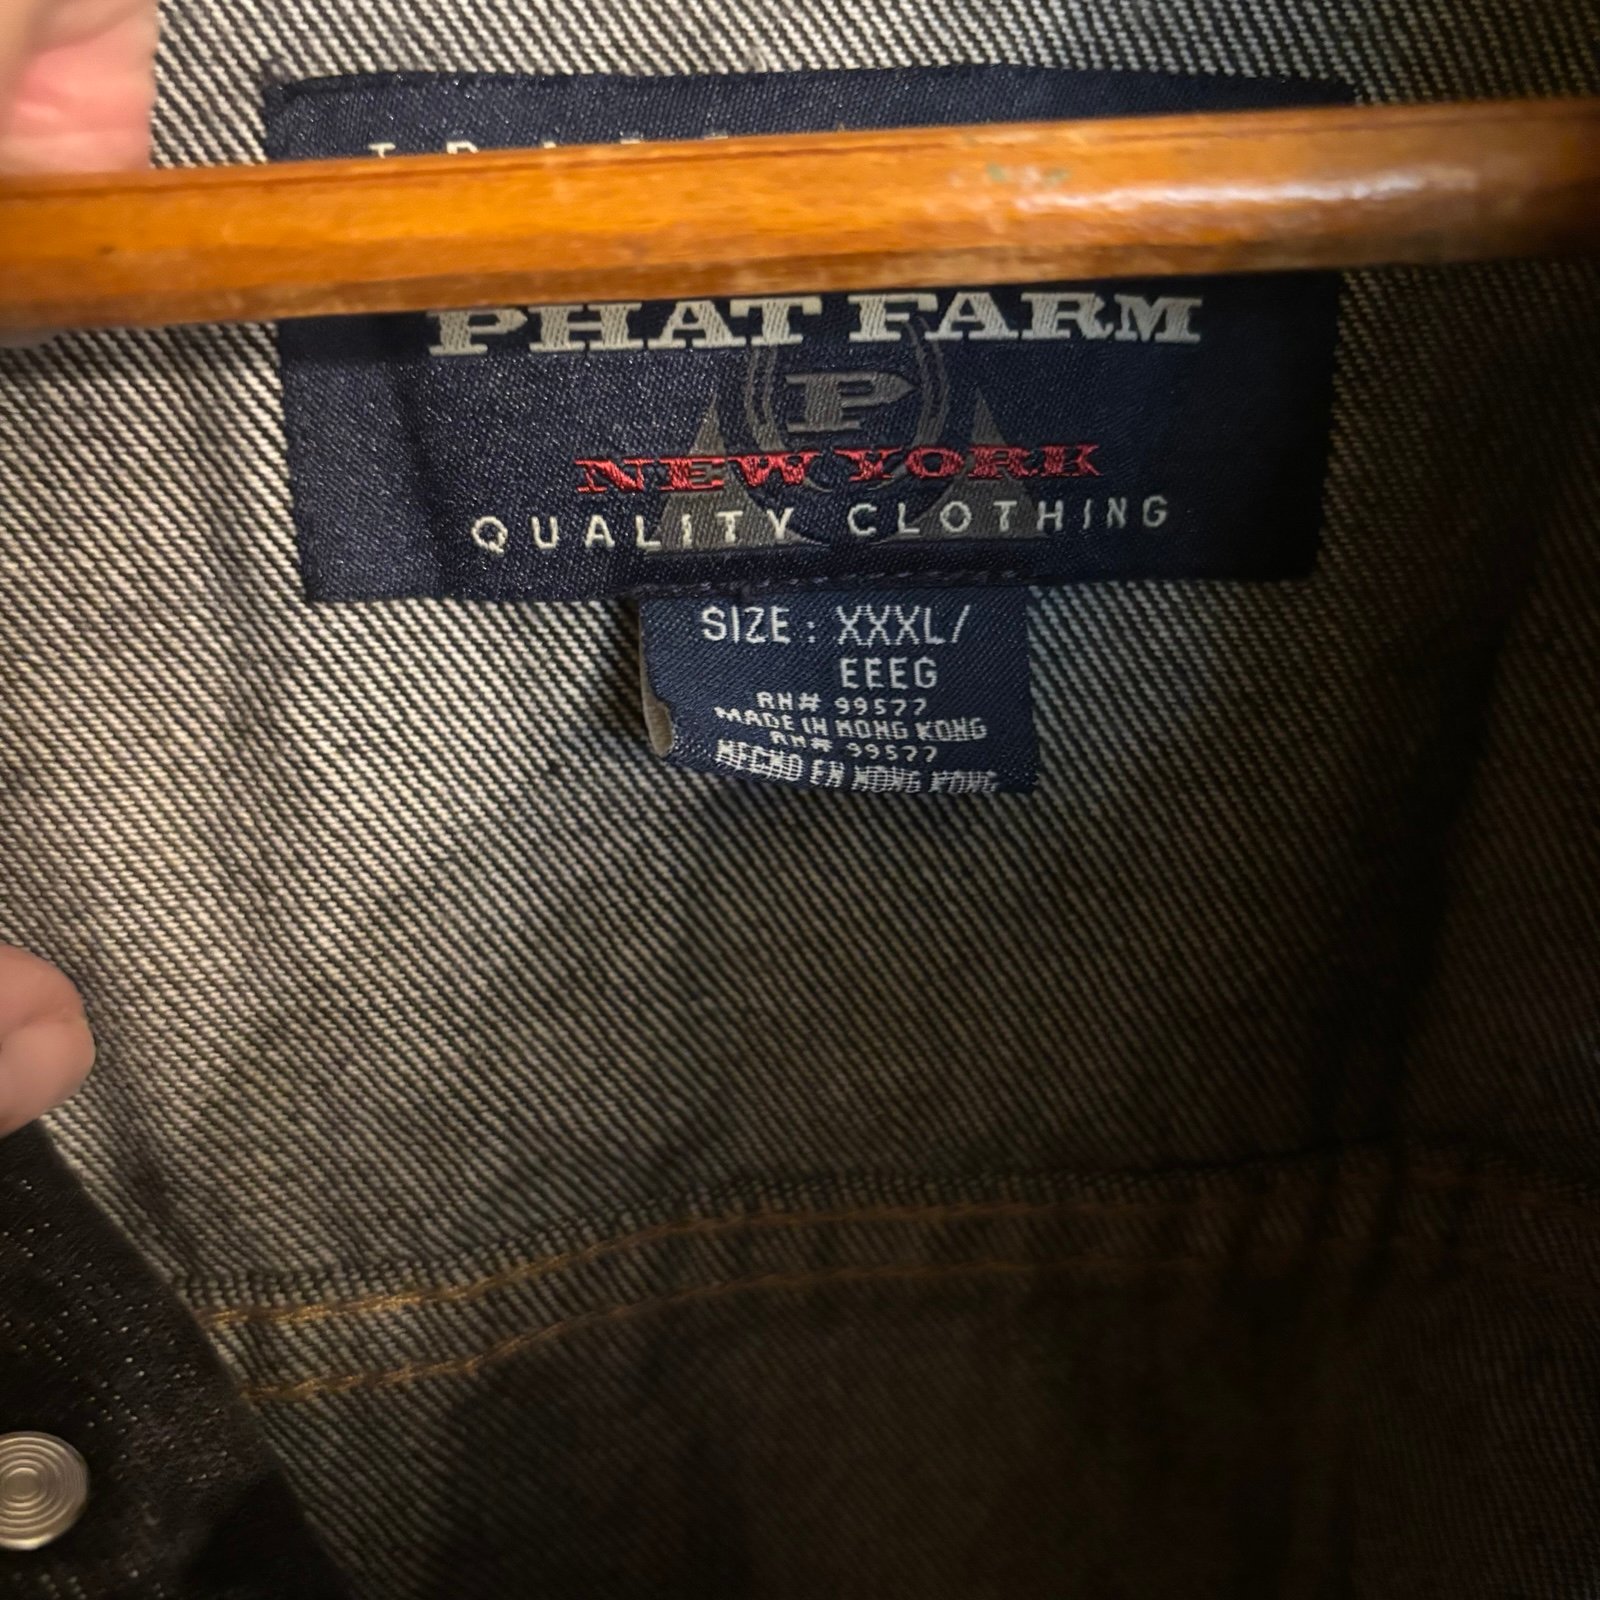 PHAT FARM
P
NEW YORK
QUALITY CLOTHING
SIZE : XXXL/
EEEG
RN# 99577
MADE IN HONG KONG
RN# 99577
HECHO EN HONG KONG